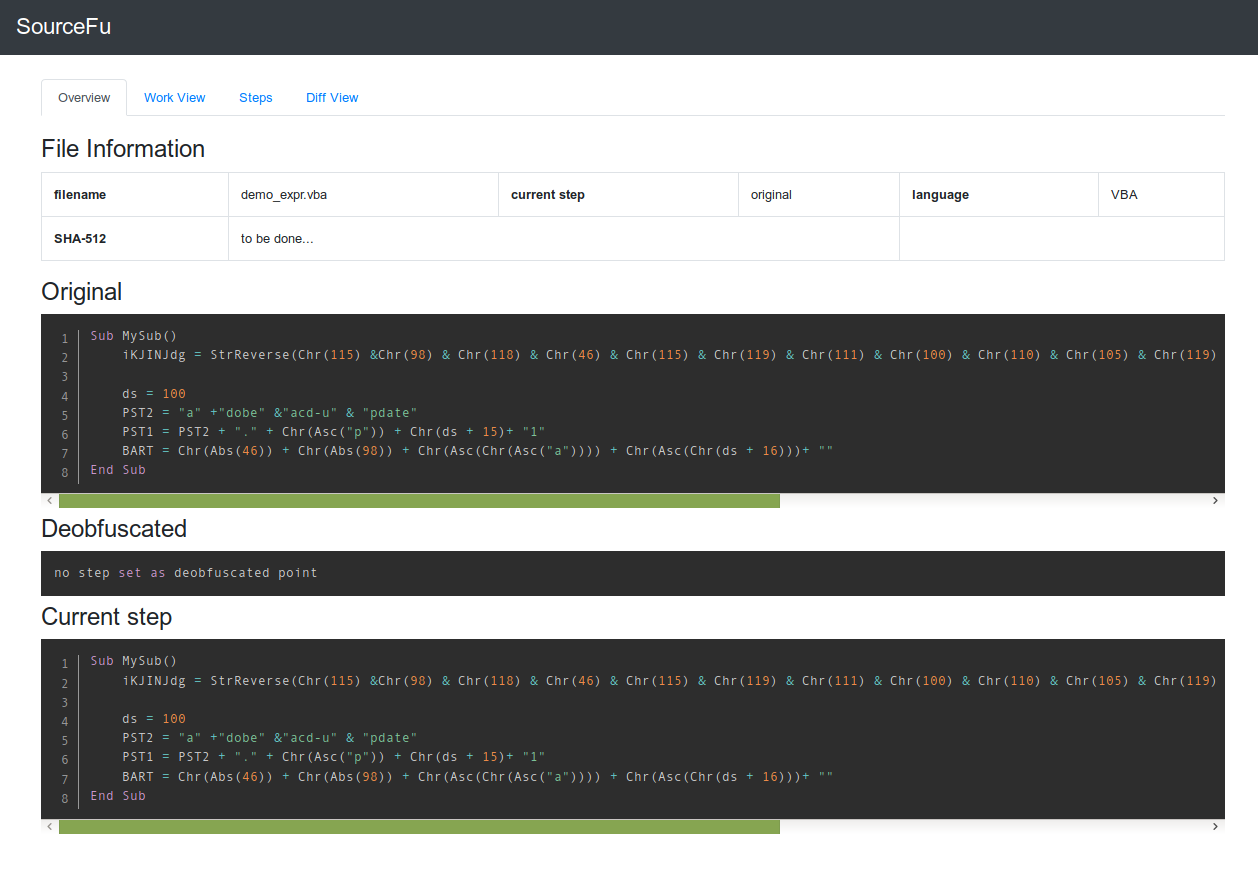 SourceFu
Overview Work View Steps Diff View
File Information
filename demo_expr.vba current step original language VBA
SHA-512 to be done...
Original
1 Sub MySub()
2 iKJINJdg = StrReverse(Chr(115) &Chr(98) & Chr(118) & Chr(46) & Chr(115) & Chr(119) & Chr(111) & Chr(100) & Chr(110) & Chr(105) & Chr(119)
3
4 ds = 100
5 PST2 = "a" +"dobe" &"acd-u" & "pdate"
6 PST1 = PST2 + "." + Chr(Asc("p")) + Chr(ds + 15)+ "1"
7 BART = Chr(Abs(46)) + Chr(Abs(98)) + Chr(Asc(Chr(Asc("a")))) + Chr(Asc(Chr(ds + 16)))+ ""
8 End Sub
Deobfuscated
no step set as deobfuscated point
Current step
1 Sub MySub()
2 iKJINJdg = StrReverse(Chr(115) &Chr(98) & Chr(118) & Chr(46) & Chr(115) & Chr(119) & Chr(111) & Chr(100) & Chr(110) & Chr(105) & Chr(119)
3
4 ds = 100
5 PST2 = "a" +"dobe" &"acd-u" & "pdate"
6 PST1 = PST2 + "." + Chr(Asc("p")) + Chr(ds + 15)+ "1"
7 BART = Chr(Abs(46)) + Chr(Abs(98)) + Chr(Asc(Chr(Asc("a")))) + Chr(Asc(Chr(ds + 16)))+ ""
8 End Sub